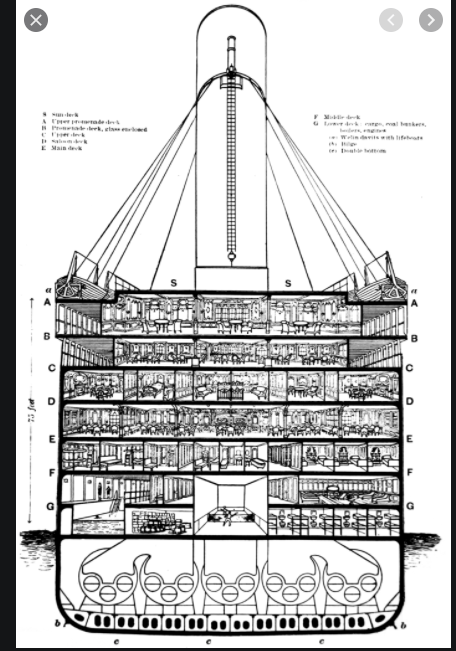 S Sun deck
A Upper promenade deck
B Promenade deck, glass enclosed
C Upper deck
D Saloon deck
E Main deck
F Middle deck
G Lower deck: cargo, coal bunkers,
boilers, engines
(a) Welin davits with lifeboats
(b) Bilge
(c) Double bottom
S S
a a
A A
B B
C C
D D
E E
F F
G G
75 feet
b b
c c c